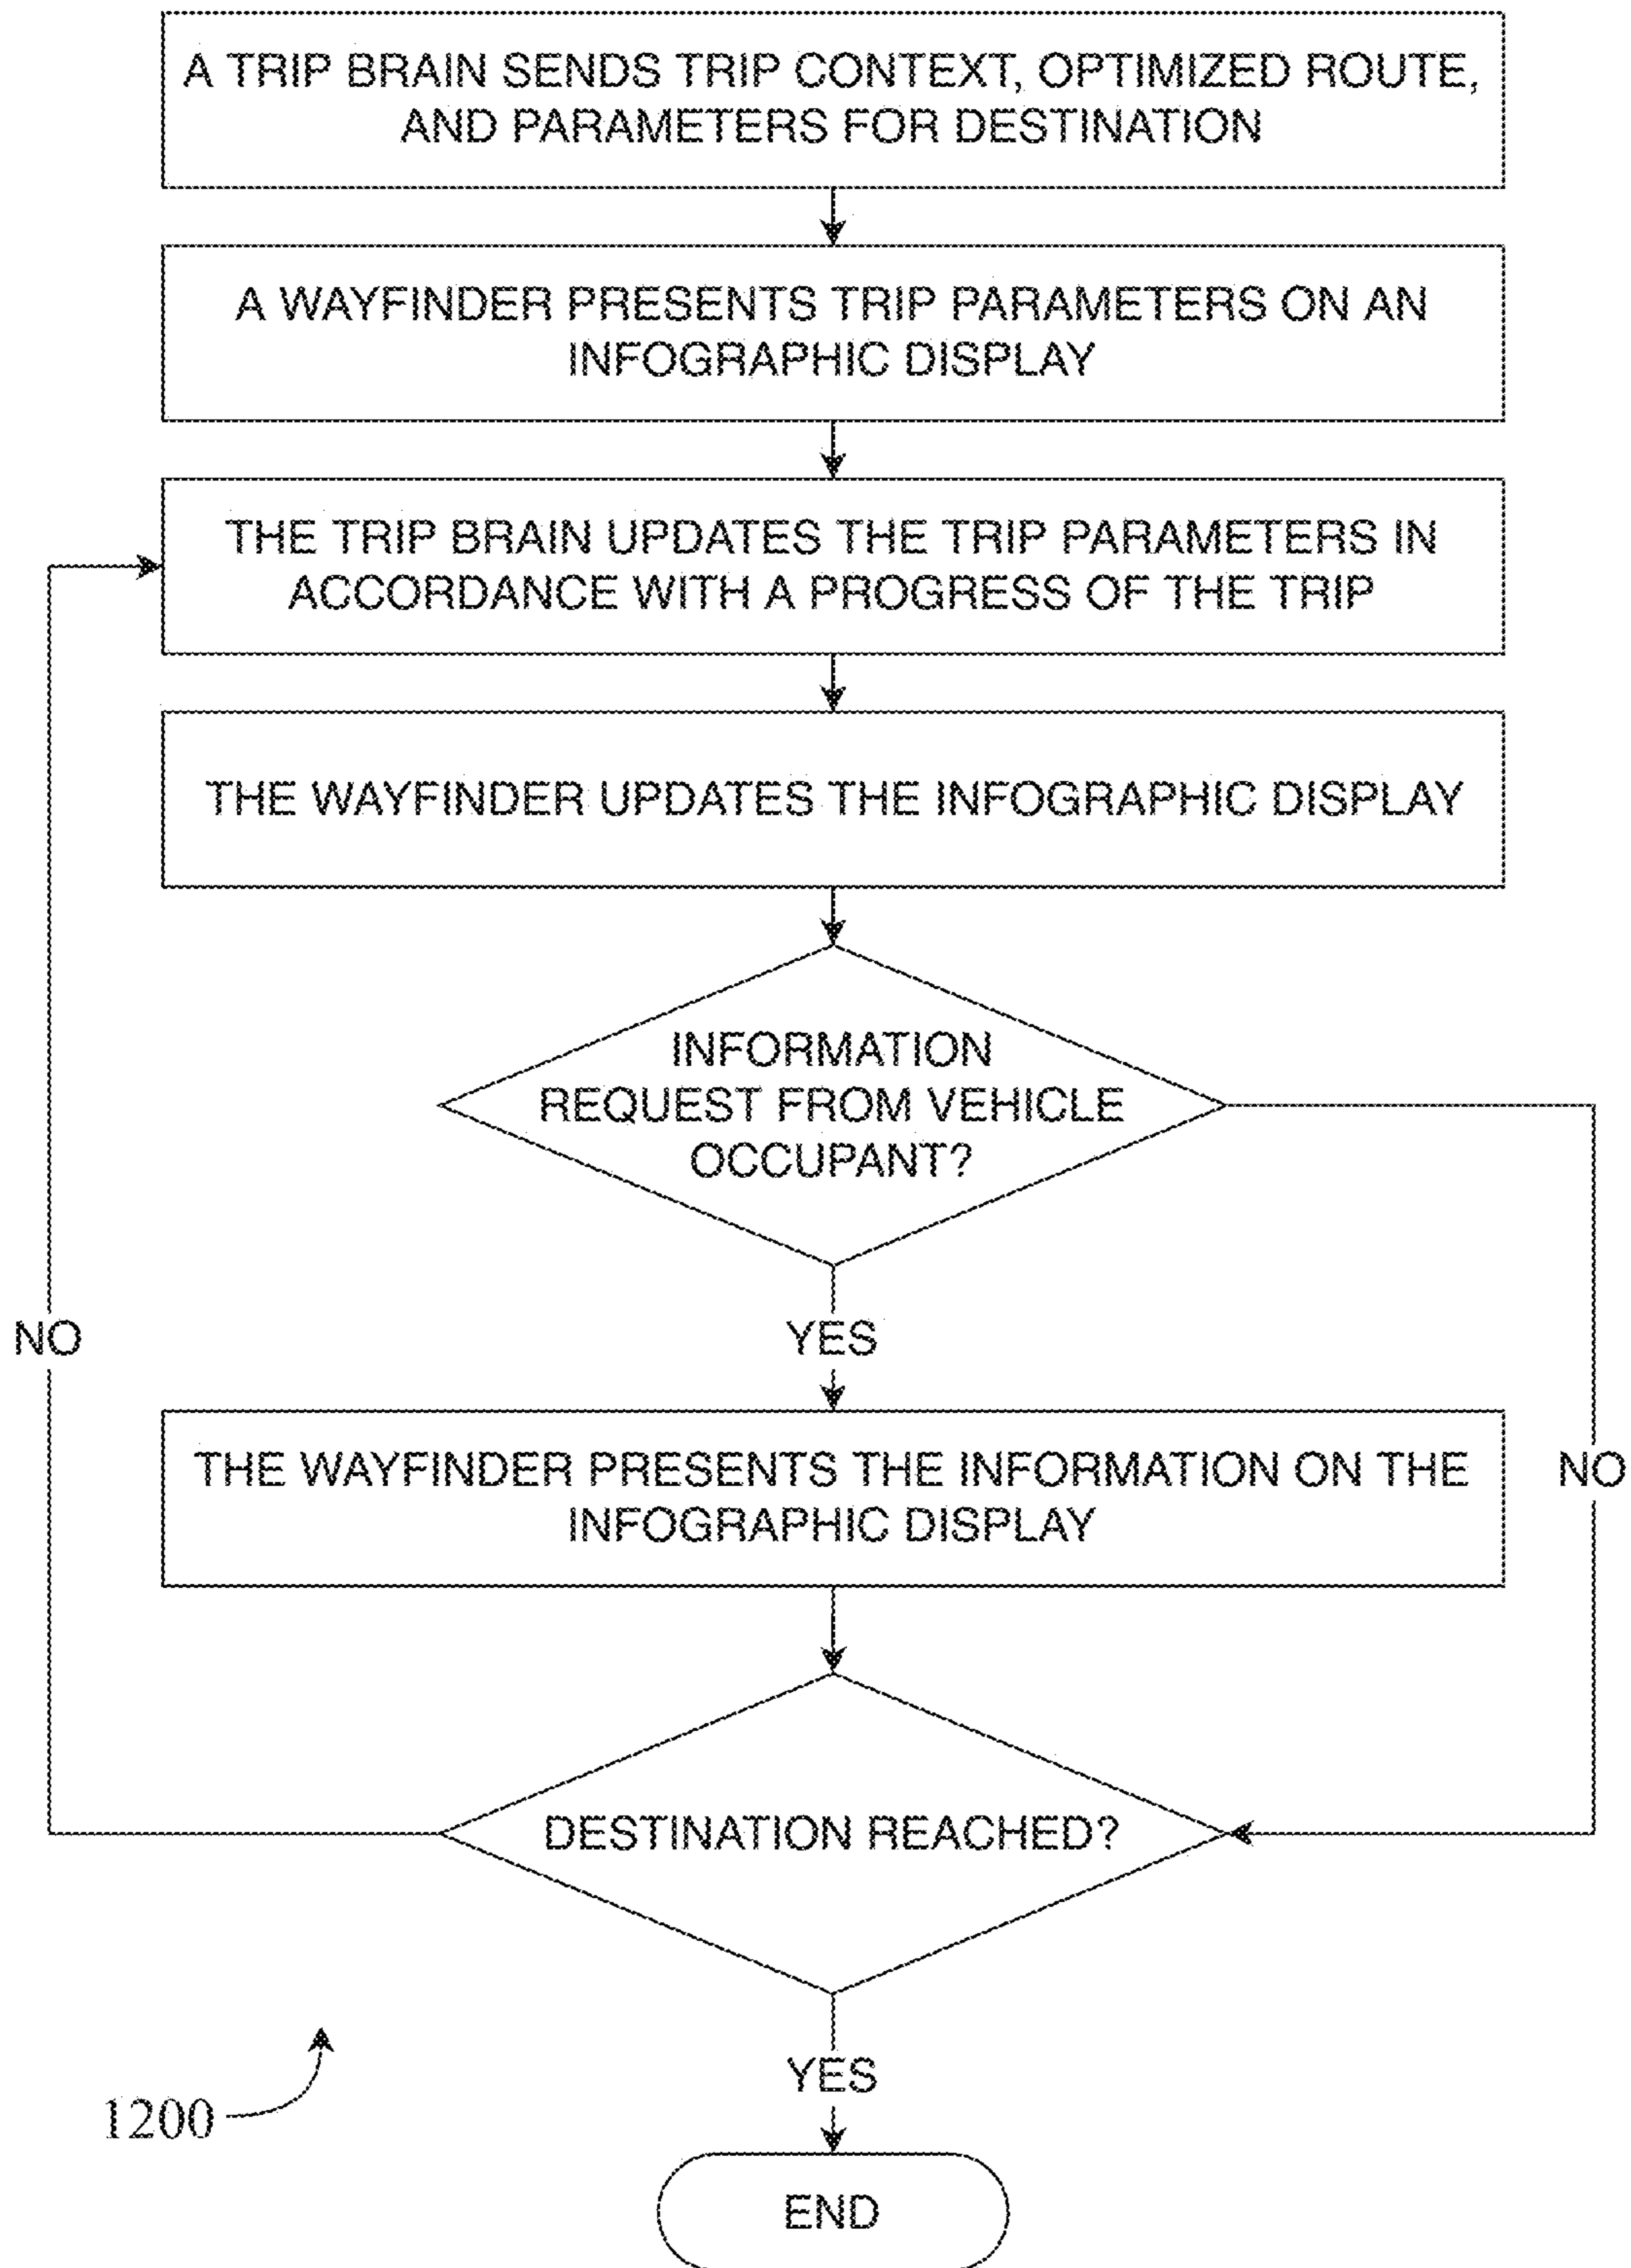 A TRIP BRAIN SENDS TRIP CONTEXT, OPTIMIZED ROUTE,
AND PARAMETERS FOR DESTINATION
A WAYFINDER PRESENTS TRIP PARAMETERS ON AN
INFOGRAPHIC DISPLAY
THE TRIP BRAIN UPDATES THE TRIP PARAMETERS IN
ACCORDANCE WITH A PROGRESS OF THE TRIP
THE WAYFINDER UPDATES THE INFOGRAPHIC DISPLAY
INFORMATION
REQUEST FROM VEHICLE
OCCUPANT?
NO
YES
THE WAYFINDER PRESENTS THE INFORMATION ON THE
INFOGRAPHIC DISPLAY
NO
DESTINATION REACHED?
YES
1200
END